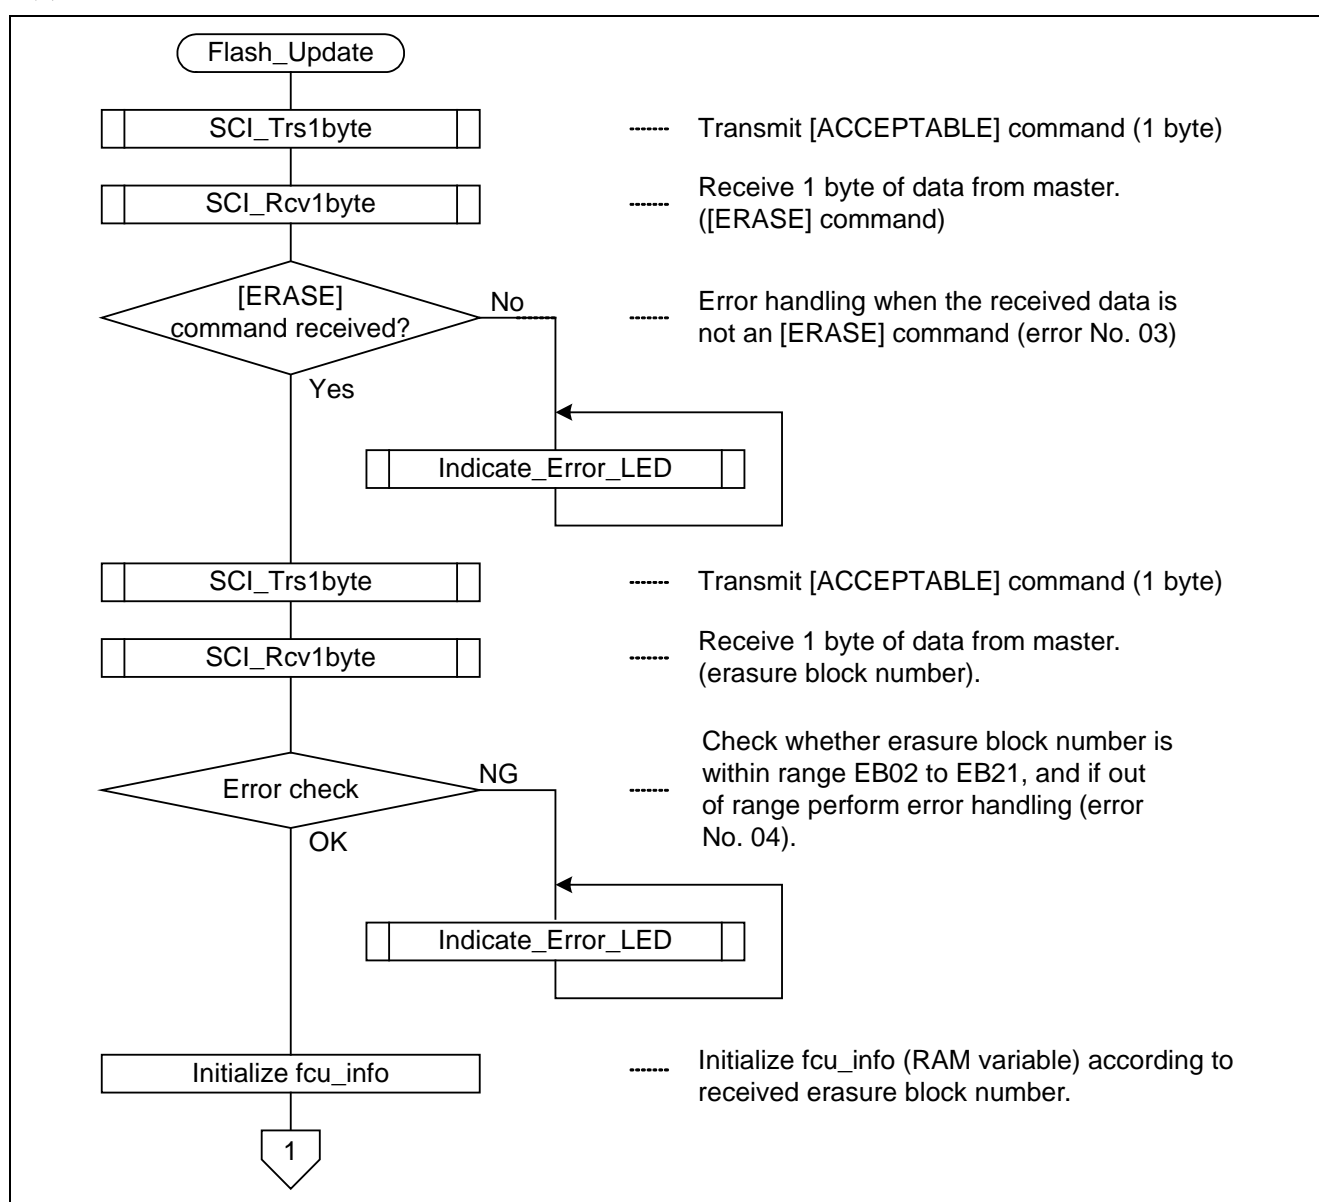 Flash_Update
SCI_Trs1byte
Transmit [ACCEPTABLE] command (1 byte)
SCI_Rcv1byte
Receive 1 byte of data from master.
([ERASE] command)
[ERASE]
command received?
No
Error handling when the received data is
not an [ERASE] command (error No. 03)
Yes
Indicate_Error_LED
SCI_Trs1byte
Transmit [ACCEPTABLE] command (1 byte)
SCI_Rcv1byte
Receive 1 byte of data from master.
(erasure block number).
Error check
NG
Check whether erasure block number is
within range EB02 to EB21, and if out
of range perform error handling (error
No. 04).
OK
Indicate_Error_LED
Initialize fcu_info
Initialize fcu_info (RAM variable) according to
received erasure block number.
1